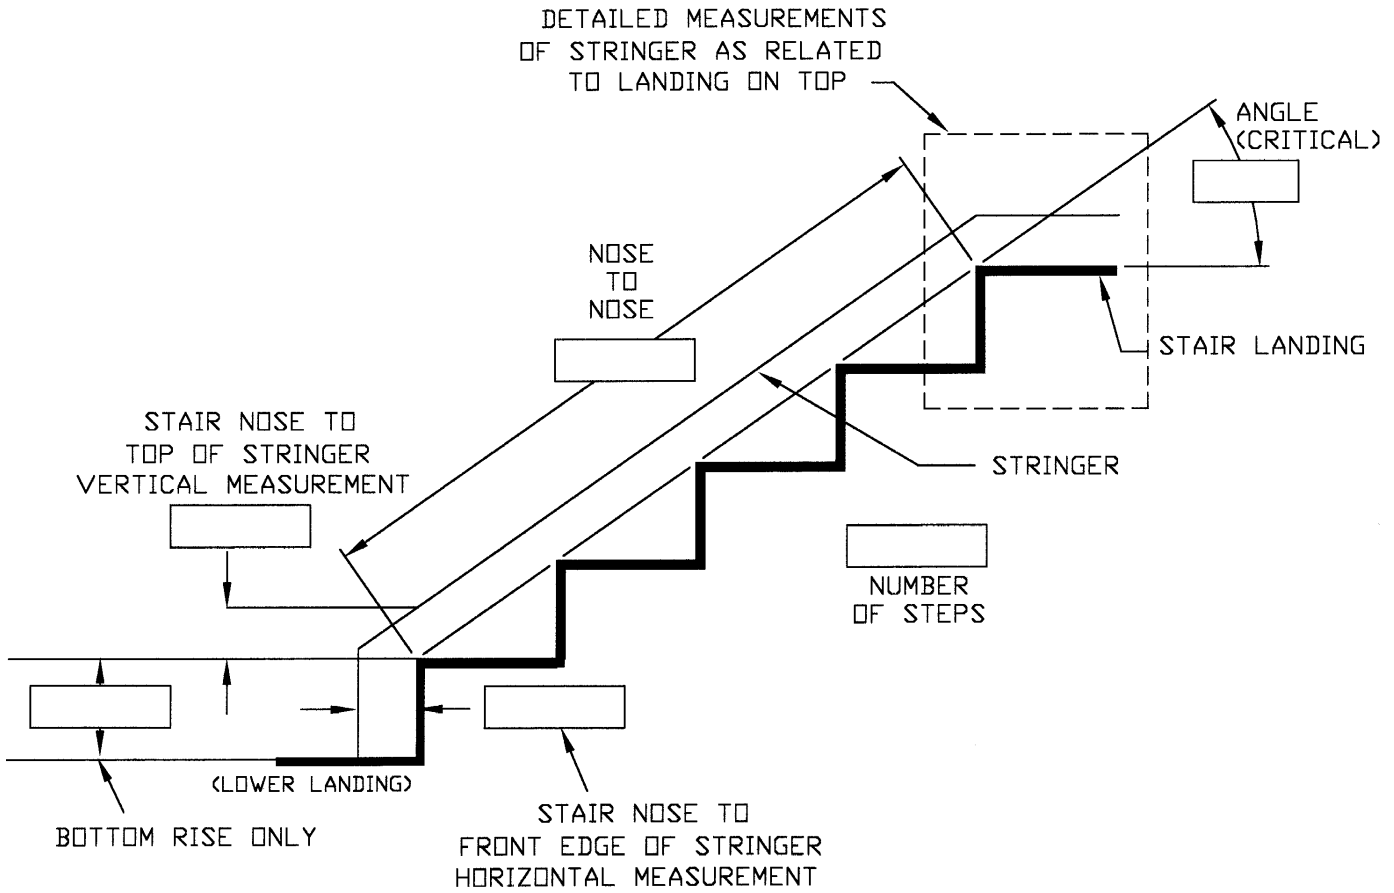 DETAILED MEASUREMENTS
OF STRINGER AS RELATED
TO LANDING ON TOP
ANGLE
(CRITICAL)
NOSE
TO
NOSE
STAIR LANDING
STAIR NOSE TO
TOP OF STRINGER
VERTICAL MEASUREMENT
STRINGER
NUMBER
OF STEPS
(LOWER LANDING)
BOTTOM RISE ONLY
STAIR NOSE TO
FRONT EDGE OF STRINGER
HORIZONTAL MEASUREMENT